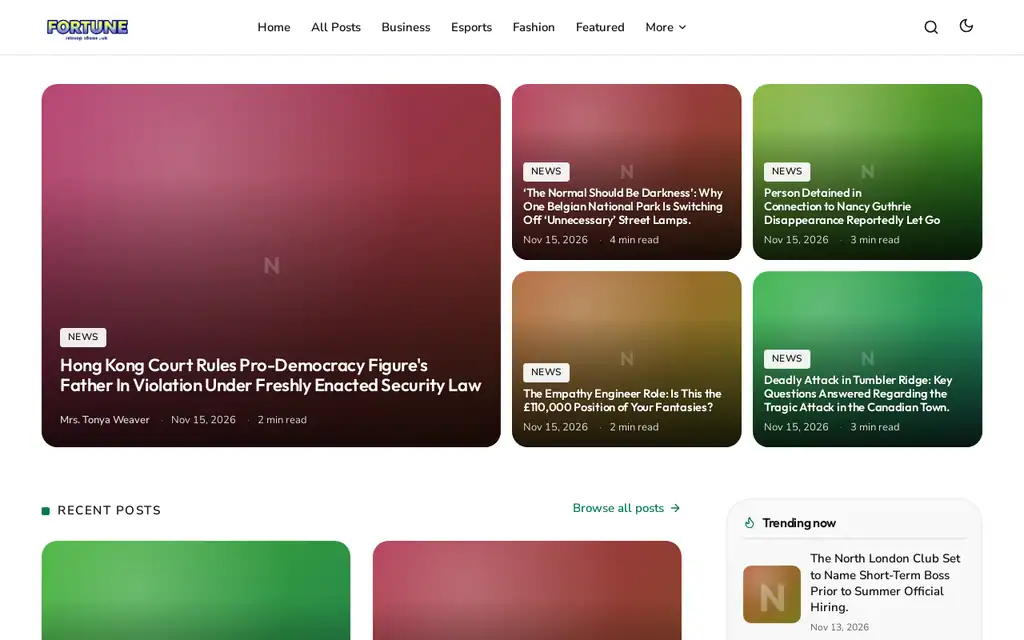 FORTUNE
Home
All Posts
Business
Esports
Fashion
Featured
More
N
NEWS
Hong Kong Court Rules Pro-Democracy Figure's
Father In Violation Under Freshly Enacted Security Law
Mrs. Tonya Weaver · Nov 15, 2026 · 2 min read
N
NEWS
‘The Normal Should Be Darkness’: Why
One Belgian National Park Is Switching
Off ‘Unnecessary’ Street Lamps.
Nov 15, 2026 · 4 min read
N
NEWS
Person Detained in
Connection to Nancy Guthrie
Disappearance Reportedly Let Go
Nov 15, 2026 · 3 min read
N
NEWS
The Empathy Engineer Role: Is This the
£110,000 Position of Your Fantasies?
Nov 15, 2026 · 2 min read
N
NEWS
Deadly Attack in Tumbler Ridge: Key
Questions Answered Regarding the
Tragic Attack in the Canadian Town.
Nov 15, 2026 · 3 min read
RECENT POSTS
Browse all posts
Trending now
N
The North London Club Set
to Name Short-Term Boss
Prior to Summer Official
Hiring.
Nov 13, 2026